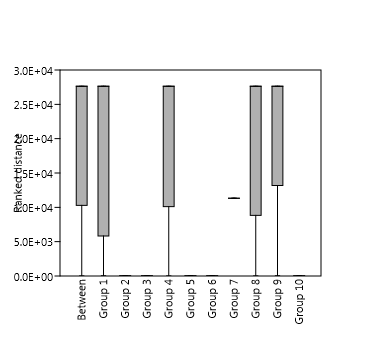 3.0E+04
2.5E+04
2.0E+04
1.5E+04
1.0E+04
5.0E+03
0.0E+00
Ranked distance
Between
Group 1
Group 2
Group 3
Group 4
Group 5
Group 6
Group 7
Group 8
Group 9
Group 10